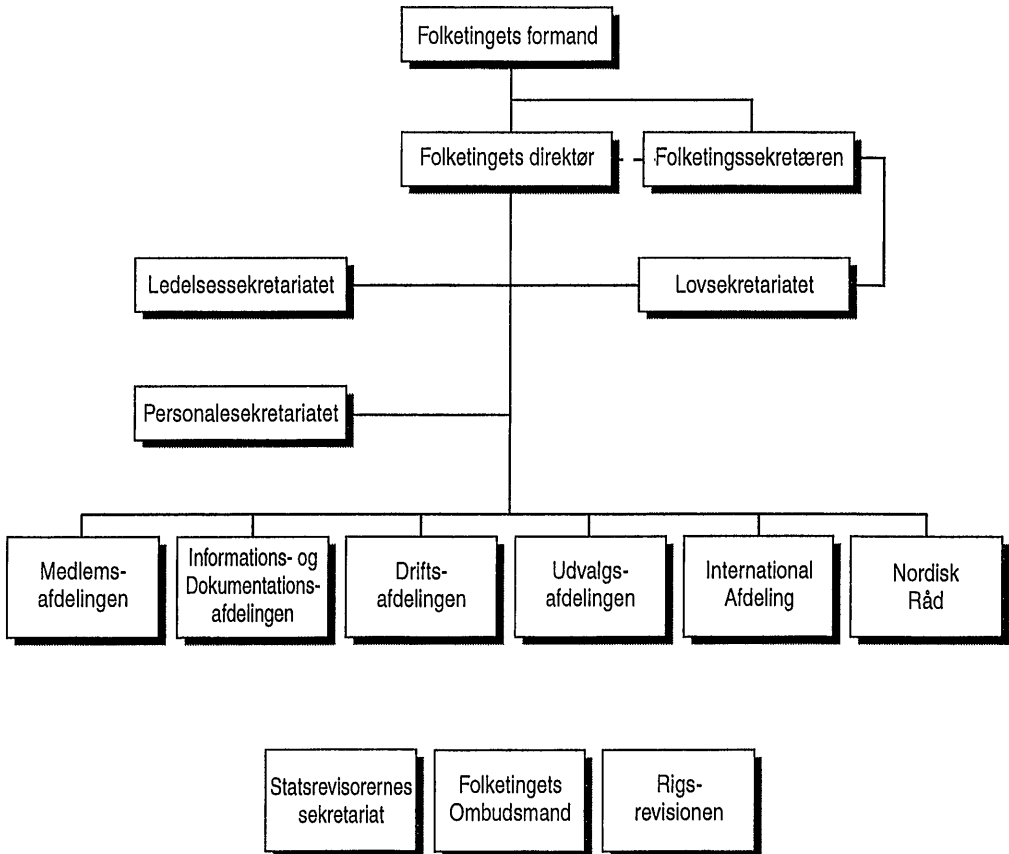 Folketingets formand
Folketingets direktør
Folketingssekretæren
Ledelsessekretariatet
Lovsekretariatet
Personalesekretariatet
Medlems-
afdelingen
Informations- og
Dokumentations-
afdelingen
Drifts-
afdelingen
Udvalgs-
afdelingen
International
Afdeling
Nordisk
Råd
Statsrevisorernes
sekretariat
Folketingets
Ombudsmand
Rigs-
revisionen